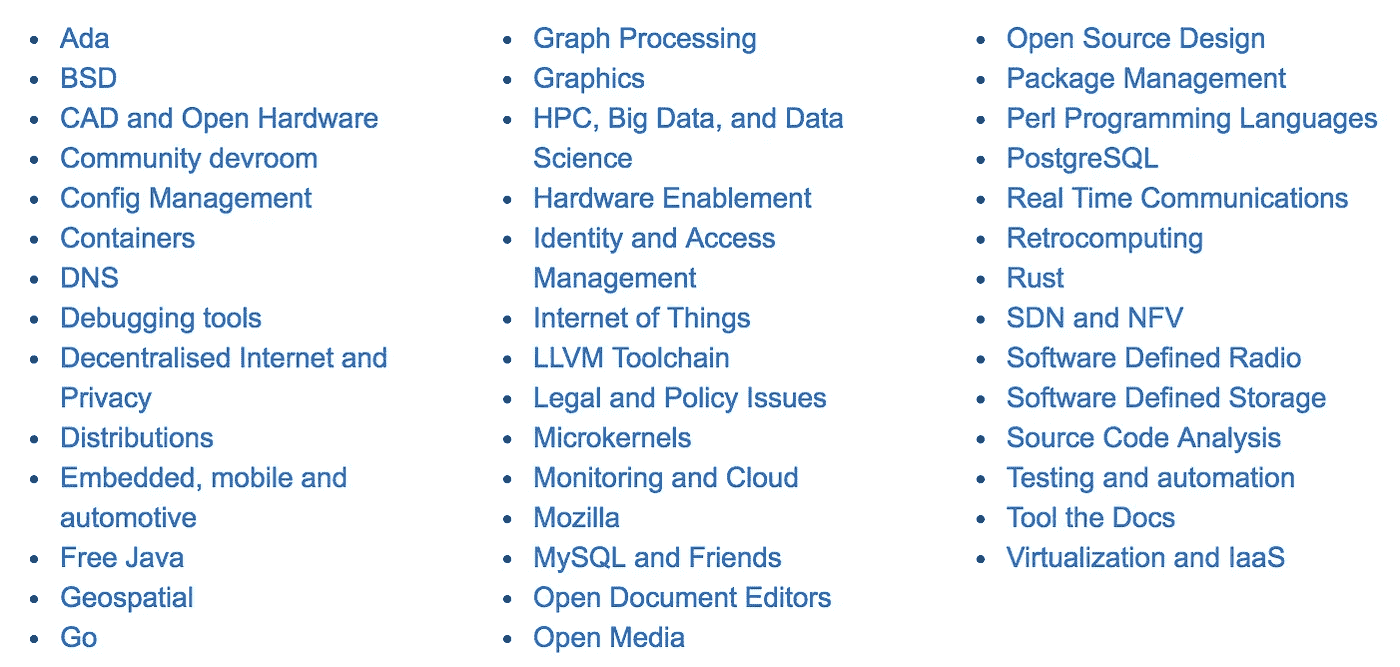 Ada
BSD
CAD and Open Hardware
Community devroom
Config Management
Containers
DNS
Debugging tools
Decentralised Internet and
Privacy
Distributions
Embedded, mobile and
automotive
Free Java
Geospatial
Go
Graph Processing
Graphics
HPC, Big Data, and Data
Science
Hardware Enablement
Identity and Access
Management
Internet of Things
LLVM Toolchain
Legal and Policy Issues
Microkernels
Monitoring and Cloud
Mozilla
MySQL and Friends
Open Document Editors
Open Media
Open Source Design
Package Management
Perl Programming Languages
PostgreSQL
Real Time Communications
Retrocomputing
Rust
SDN and NFV
Software Defined Radio
Software Defined Storage
Source Code Analysis
Testing and automation
Tool the Docs
Virtualization and IaaS